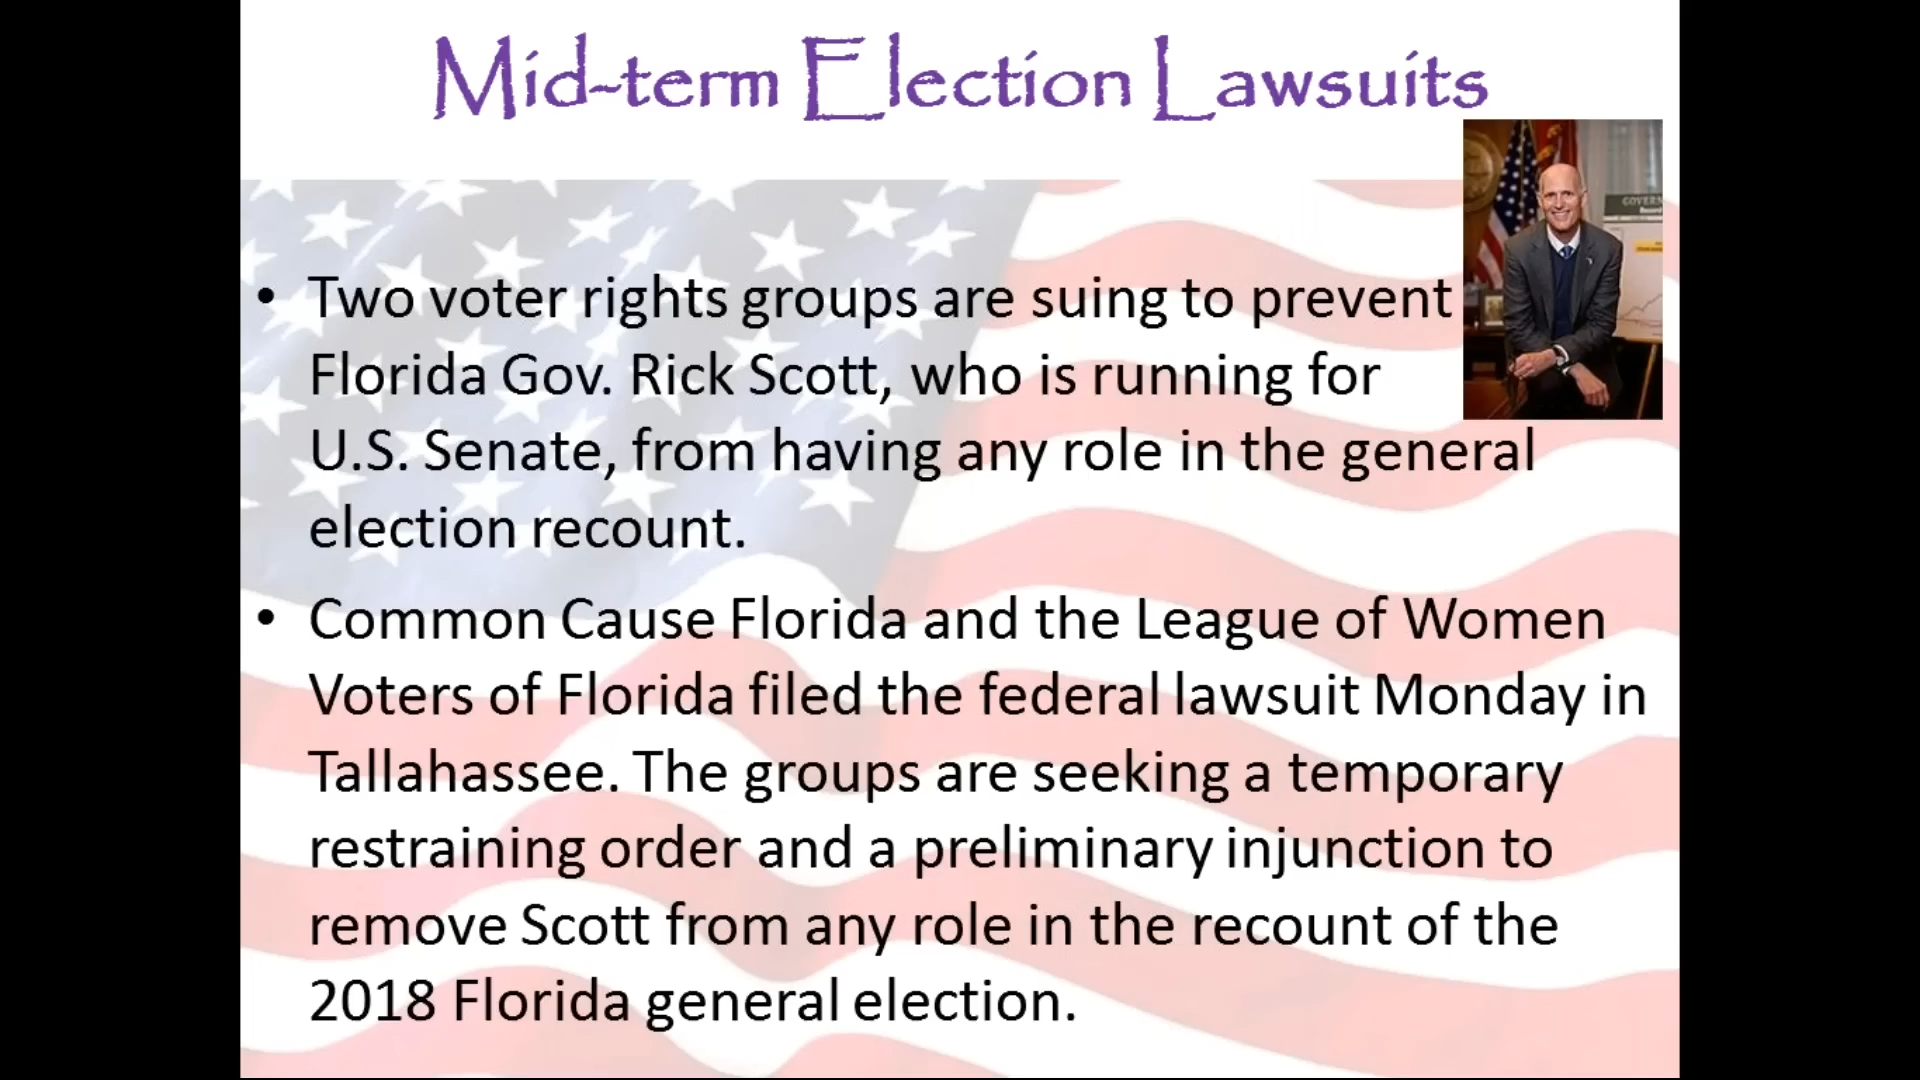 Mid-term Election Lawsuits
• Two voter rights groups are suing to prevent
Florida Gov. Rick Scott, who is running for
U.S. Senate, from having any role in the general
election recount.
• Common Cause Florida and the League of Women
Voters of Florida filed the federal lawsuit Monday in
Tallahassee. The groups are seeking a temporary
restraining order and a preliminary injunction to
remove Scott from any role in the recount of the
2018 Florida general election.